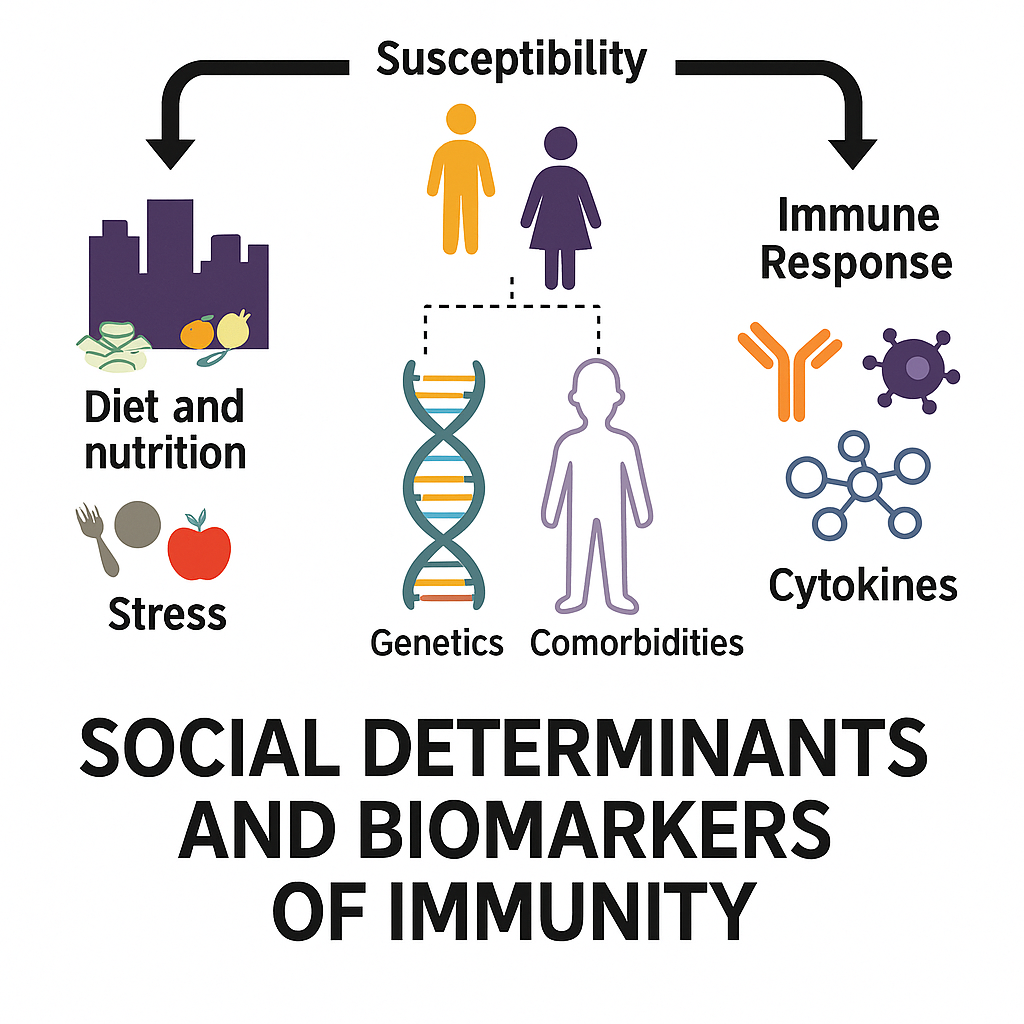 Susceptibility
Diet and
nutrition
Stress
Genetics
Comorbidities
Immune
Response
Cytokines
SOCIAL DETERMINANTS
AND BIOMARKERS
OF IMMUNITY